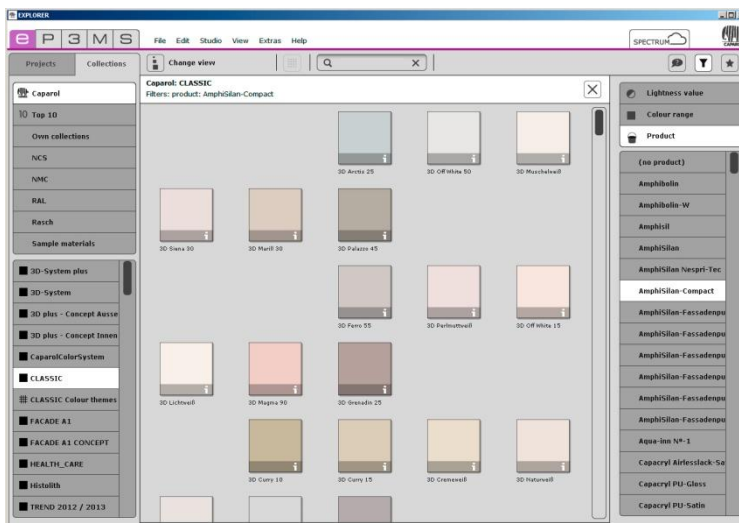 EXPLORER
e P 3 M S
File Edit Studio View Extras Help
SPECTRUM
Projects Collections
Change view
Caparol
Top 10
Own collections
NCS
NMC
RAL
Rasch
Sample materials
3D-System plus
3D-System
3D plus - Concept Ausse
3D plus - Concept Innen
CaparolColorSystem
CLASSIC
CLASSIC Colour themes
FACADE A1
FACADE A1 CONCEPT
HEALTH_CARE
Histolith
TREND 2012 / 2013
Caparol: CLASSIC
Filters: product: AmphiSilan-Compact
3D Arctis 25 3D Off White 50 3D Muschelweiß
3D Siena 30 3D Marill 30 3D Palazzo 45
3D Ferro 55 3D Perlmattweiß 3D Off White 15
3D Lichtweiß 3D Magma 90 3D Grenadin 25
3D Curry 10 3D Curry 15 3D Cremeweiß 3D Naturweiß
Lightness value
Colour range
Product
(no product)
Amphibolin
Amphibolin-W
Amphisil
AmphiSilan
AmphiSilan Nespri-Tec
AmphiSilan-Compact
AmphiSilan-Fassadenpu
AmphiSilan-Fassadenpu
AmphiSilan-Fassadenpu
AmphiSilan-Fassadenpu
AmphiSilan-Fassadenpu
AmphiSilan-Fassadenpu
Aqua-inn Nº-1
Capacryl Airlesslack-Sa
Capacryl PU-Gloss
Capacryl PU-Satin